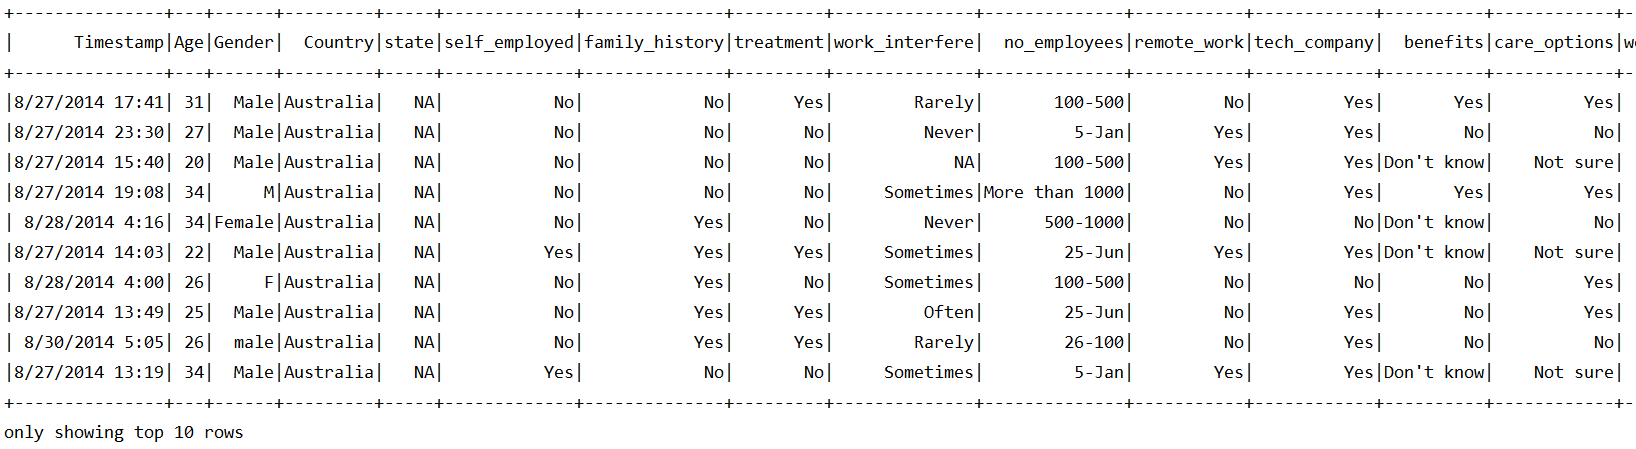 +---------------+---+------+---------+-----+-------------+--------------+---------+--------------+--------------+-----------+------------+----------+------------+-
|      Timestamp|Age|Gender|  Country|state|self_employed|family_history|treatment|work_interfere|  no_employees|remote_work|tech_company|  benefits|care_options|we
+---------------+---+------+---------+-----+-------------+--------------+---------+--------------+--------------+-----------+------------+----------+------------+-
|8/27/2014 17:41| 31|  Male|Australia|   NA|           No|            No|      Yes|        Rarely|       100-500|         No|         Yes|       Yes|         Yes|
|8/27/2014 23:30| 27|  Male|Australia|   NA|           No|            No|       No|         Never|         5-Jan|        Yes|         Yes|        No|          No|
|8/27/2014 15:40| 20|  Male|Australia|   NA|           No|            No|       No|            NA|       100-500|        Yes|         Yes|Don't know|    Not sure|
|8/27/2014 19:08| 34|     M|Australia|   NA|           No|            No|       No|     Sometimes|More than 1000|         No|         Yes|       Yes|         Yes|
| 8/28/2014 4:16| 34|Female|Australia|   NA|           No|           Yes|       No|         Never|      500-1000|         No|          No|Don't know|          No|
|8/27/2014 14:03| 22|  Male|Australia|   NA|          Yes|           Yes|      Yes|     Sometimes|        25-Jun|        Yes|         Yes|Don't know|    Not sure|
| 8/28/2014 4:00| 26|     F|Australia|   NA|           No|           Yes|       No|     Sometimes|       100-500|         No|          No|        No|         Yes|
|8/27/2014 13:49| 25|  Male|Australia|   NA|           No|           Yes|      Yes|         Often|        25-Jun|         No|         Yes|        No|         Yes|
| 8/30/2014 5:05| 26|  male|Australia|   NA|           No|           Yes|      Yes|        Rarely|        26-100|         No|         Yes|        No|          No|
|8/27/2014 13:19| 34|  Male|Australia|   NA|          Yes|            No|       No|     Sometimes|         5-Jan|        Yes|         Yes|Don't know|    Not sure|
+---------------+---+------+---------+-----+-------------+--------------+---------+--------------+--------------+-----------+------------+----------+------------+-
only showing top 10 rows